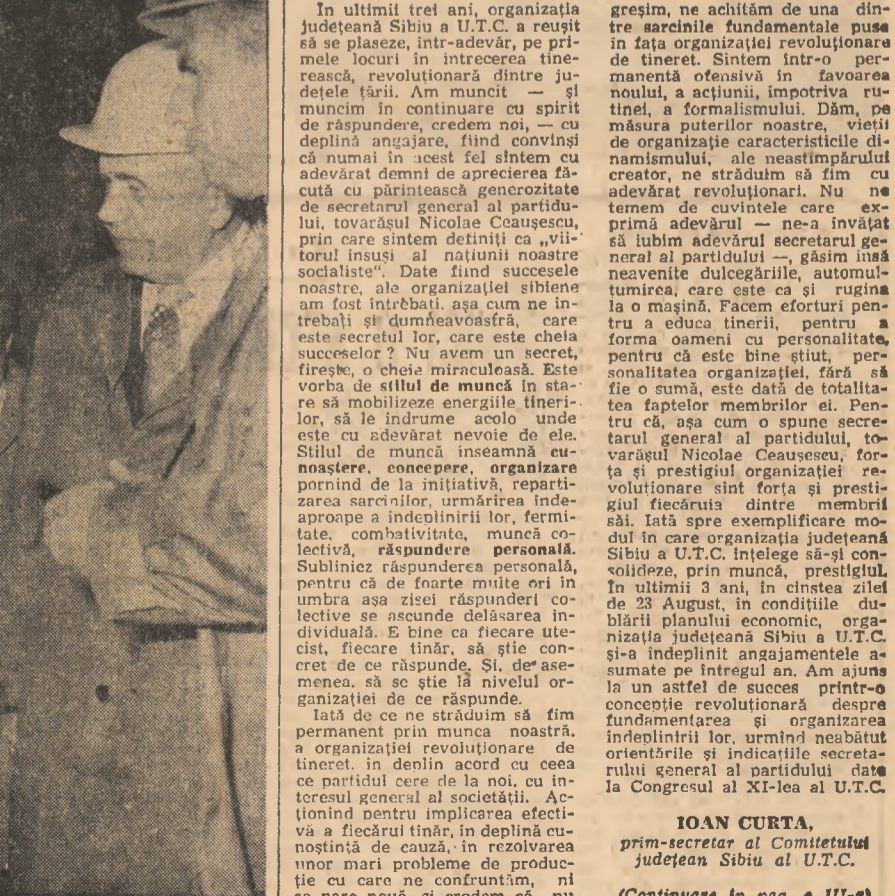 In ultimii trei ani, organizația
județeană Sibiu a U.T.C. a reușit
să se plaseze, într-adevăr, pe pri-
mele locuri în întrecerea tine-
rească, revoluționară dintre ju-
dețele țării. Am muncit — și
muncim în continuare cu spirit
de răspundere, credem noi, — cu
deplină angajare, fiind convinși
că numai în acest fel sîntem cu
adevărat demni de aprecierea fă-
cută cu părintească generozitate
de secretarul general al partidu-
lui, tovarășul Nicolae Ceaușescu,
prin care sîntem definiți ca „vii-
torul însuși al națiunii noastre
socialiste“. Date fiind succesele
noastre, ale organizației sibiene
am fost întrebați, așa cum ne în-
trebați și dumneavoastră, care
este secretul lor, care este cheia
succeselor ? Nu avem un secret,
firește, o cheie miraculoasă. Este
vorba de stilul de muncă în sta-
re să mobilizeze energiile tineri-
lor, să le îndrume acolo unde
este cu adevărat nevoie de ele.
Stilul de muncă înseamnă cu-
noaștere, concepere, organizare
pornind de la inițiativă, reparti-
zarea sarcinilor, urmărirea înde-
aproape a îndeplinirii lor, fermi-
tate, combativitate, muncă co-
lectivă, răspundere personală.
Subliniez răspunderea personală,
pentru că de foarte multe ori în
umbra așa zisei răspunderi co-
lective se ascunde delăsarea in-
dividuală. E bine ca fiecare ute-
cist, fiecare tînăr, să știe con-
cret de ce răspunde. Și, de ase-
menea, să se știe la nivelul or-
ganizației de ce răspunde.
Iată de ce ne străduim să fim
permanent prin munca noastră,
a organizației revoluționare de
tineret, în deplin acord cu ceea
ce partidul cere de la noi, cu in-
teresul general al societății. Ac-
ționînd pentru implicarea efecti-
vă a fiecărui tînăr, în deplină cu-
noștință de cauză, în rezolvarea
unor mari probleme de produc-
ție cu care ne confruntăm, ni
se pare nouă, și credem că nu
greșim, ne achităm de una din-
tre sarcinile fundamentale puse
în fața organizației revoluționare
de tineret. Sîntem într-o per-
manentă ofensivă în favoarea
noului, a acțiunii, împotriva ru-
tinei, a formalismului. Dăm, pe
măsura puterilor noastre, vieții
de organizație caracteristicile di-
namismului, ale neastîmpărului
creator, ne străduim să fim cu
adevărat revoluționari. Nu ne
temem de cuvintele care ex-
primă adevărul — ne-a învățat
să iubim adevărul secretarul ge-
neral al partidului —, găsim însă
neavenite dulcegăriile, automul-
țumirea, care este ca și rugina
la o mașină. Facem eforturi pen-
tru a educa tinerii, pentru a
forma oameni cu personalitate,
pentru că este bine știut, per-
sonalitatea organizației, fără să
fie o sumă, este dată de totalita-
tea faptelor membrilor ei. Pen-
tru că, așa cum o spune secre-
tarul general al partidului, to-
varășul Nicolae Ceaușescu, for-
ța și prestigiul organizației re-
voluționare sînt forța și presti-
giul fiecăruia dintre membrii
săi. Iată spre exemplificare mo-
dul în care organizația județeană
Sibiu a U.T.C. înțelege să-și con-
solideze, prin muncă, prestigiul.
În ultimii 3 ani, în cinstea zilei
de 23 August, în condițiile du-
blării planului economic, orga-
nizația județeană Sibiu a U.T.C.
și-a îndeplinit angajamentele a-
sumate pe întregul an. Am ajuns
la un astfel de succes printr-o
concepție revoluționară despre
fundamentarea și organizarea
îndeplinirii lor, urmînd neabătut
orientările și indicațiile secreta-
rului general al partidului date
la Congresul al XI-lea al U.T.C.
IOAN CURTA,
prim-secretar al Comitetului
județean Sibiu al U.T.C.
(Continuare în pag. a III-a)